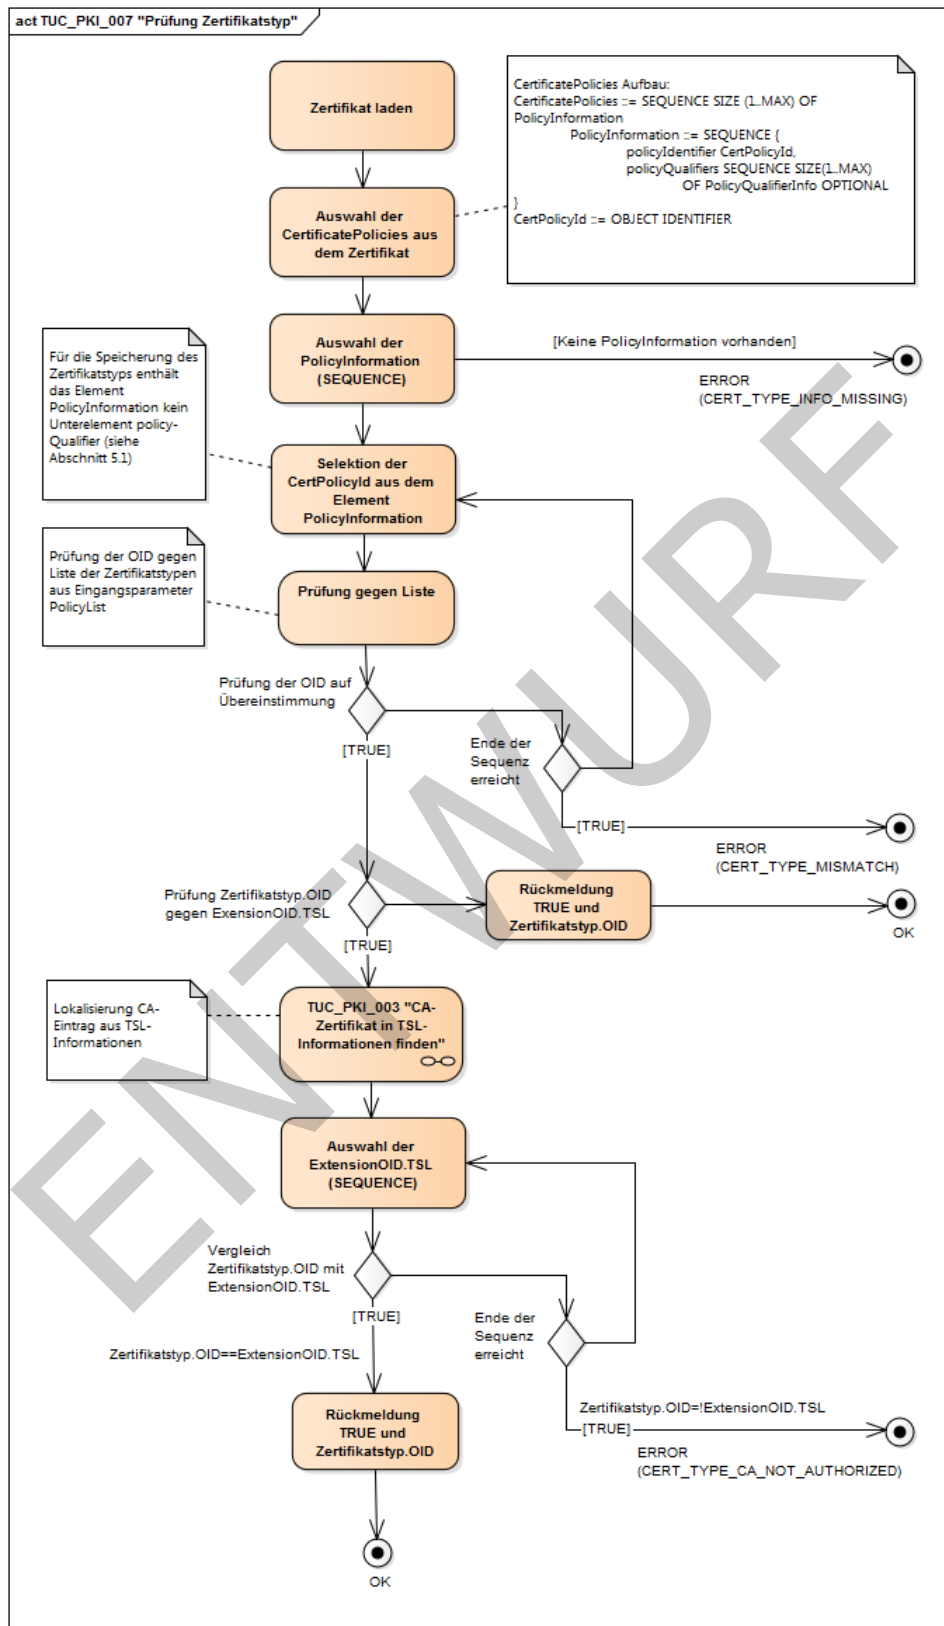 act TUC_PKI_007 "Prüfung Zertifikatstyp"
Zertifikat laden
CertificatePolicies Aufbau:
CertificatePolicies ::= SEQUENCE SIZE (1..MAX) OF
PolicyInformation
PolicyInformation ::= SEQUENCE {
policyIdentifier CertPolicyId,
policyQualifiers SEQUENCE SIZE(1..MAX)
OF PolicyQualifierInfo OPTIONAL
}
CertPolicyId ::= OBJECT IDENTIFIER
Auswahl der
CertificatePolicies aus
dem Zertifikat
Auswahl der
PolicyInformation
(SEQUENCE)
[Keine PolicyInformation vorhanden]
ERROR
(CERT_TYPE_INFO_MISSING)
Für die Speicherung des
Zertifikatstyps enthält
das Element
PolicyInformation kein
Unterelement policy-
Qualifier (siehe
Abschnitt 5.1)
Selektion der
CertPolicyId aus dem
Element
PolicyInformation
Prüfung der OID gegen
Liste der Zertifikatstypen
aus Eingangsparameter
PolicyList
Prüfung gegen Liste
Prüfung der OID auf
Übereinstimmung
[TRUE]
Ende der
Sequenz
erreicht
[TRUE]
ERROR
(CERT_TYPE_MISMATCH)
Prüfung Zertifikatstyp.OID
gegen ExensionOID.TSL
[TRUE]
Rückmeldung
TRUE und
Zertifikatstyp.OID
OK
Lokalisierung CA-
Eintrag aus TSL-
Informationen
TUC_PKI_003 "CA-
Zertifikat in TSL-
Informationen finden"
Auswahl der
ExtensionOID.TSL
(SEQUENCE)
Vergleich
Zertifikatstyp.OID mit
ExtensionOID.TSL
[TRUE]
Ende der
Sequenz
erreicht
Zertifikatstyp.OID==ExtensionOID.TSL
Zertifikatstyp.OID=!ExtensionOID.TSL
[TRUE]
ERROR
(CERT_TYPE_CA_NOT_AUTHORIZED)
Rückmeldung
TRUE und
Zertifikatstyp.OID
OK
ENTWURF